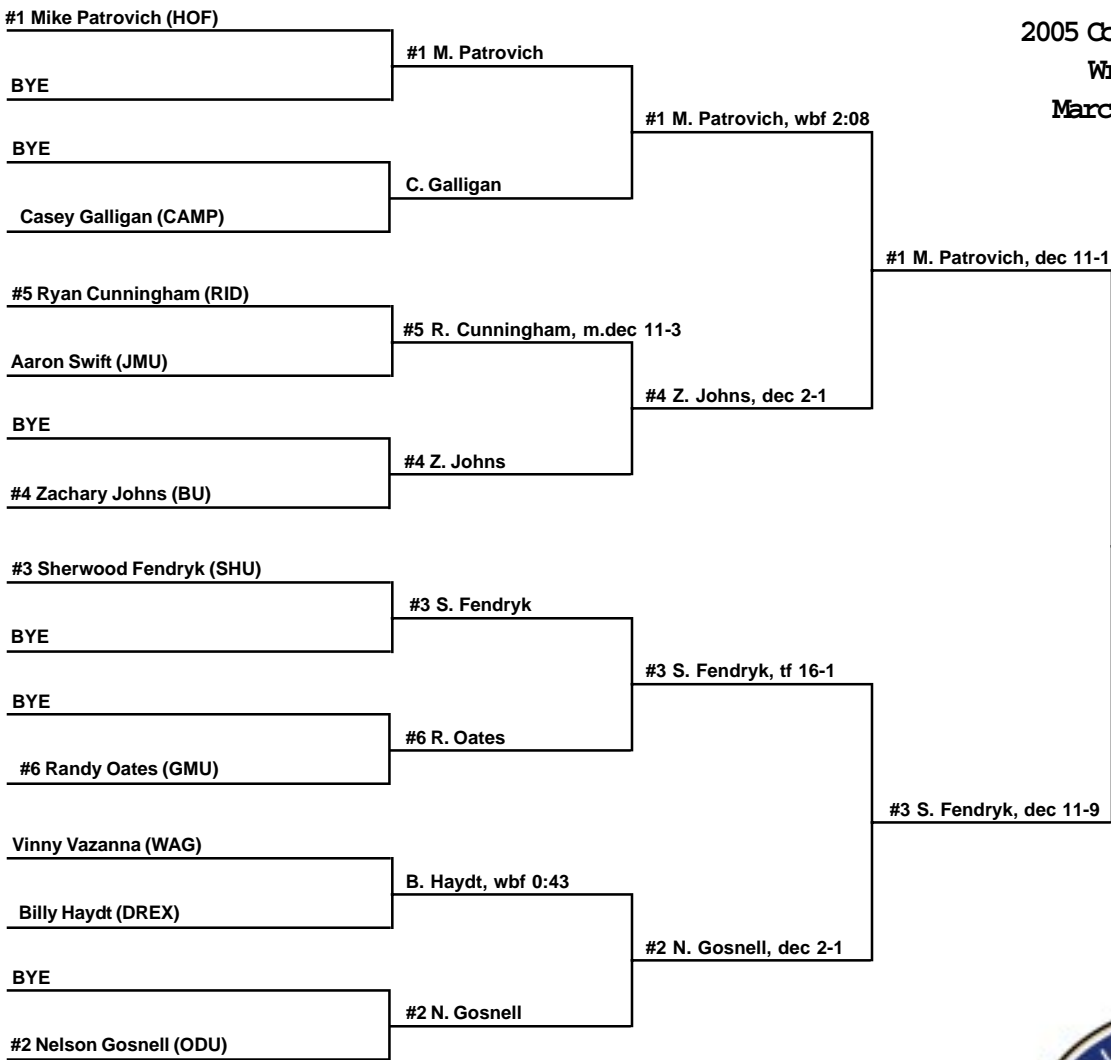 #1 Mike Patrovich (HOF)
2005
#1 M. Patrovich
BYE
#1 M. Patrovich, wbf 2:08
BYE
C. Galligan
Casey Galligan (CAMP)
#1 M. Patrovich, dec 11-1
#5 Ryan Cunningham (RID)
#5 R. Cunningham, m.dec 11-3
Aaron Swift (JMU)
#4 Z. Johns, dec 2-1
BYE
#4 Z. Johns
#4 Zachary Johns (BU)
#3 Sherwood Fendryk (SHU)
#3 S. Fendryk
BYE
#3 S. Fendryk, tf 16-1
BYE
#6 R. Oates
#6 Randy Oates (GMU)
#3 S. Fendryk, dec 11-9
Vinny Vazanna (WAG)
B. Haydt, wbf 0:43
Billy Haydt (DREX)
#2 N. Gosnell, dec 2-1
BYE
#2 N. Gosnell
#2 Nelson Gosnell (ODU)